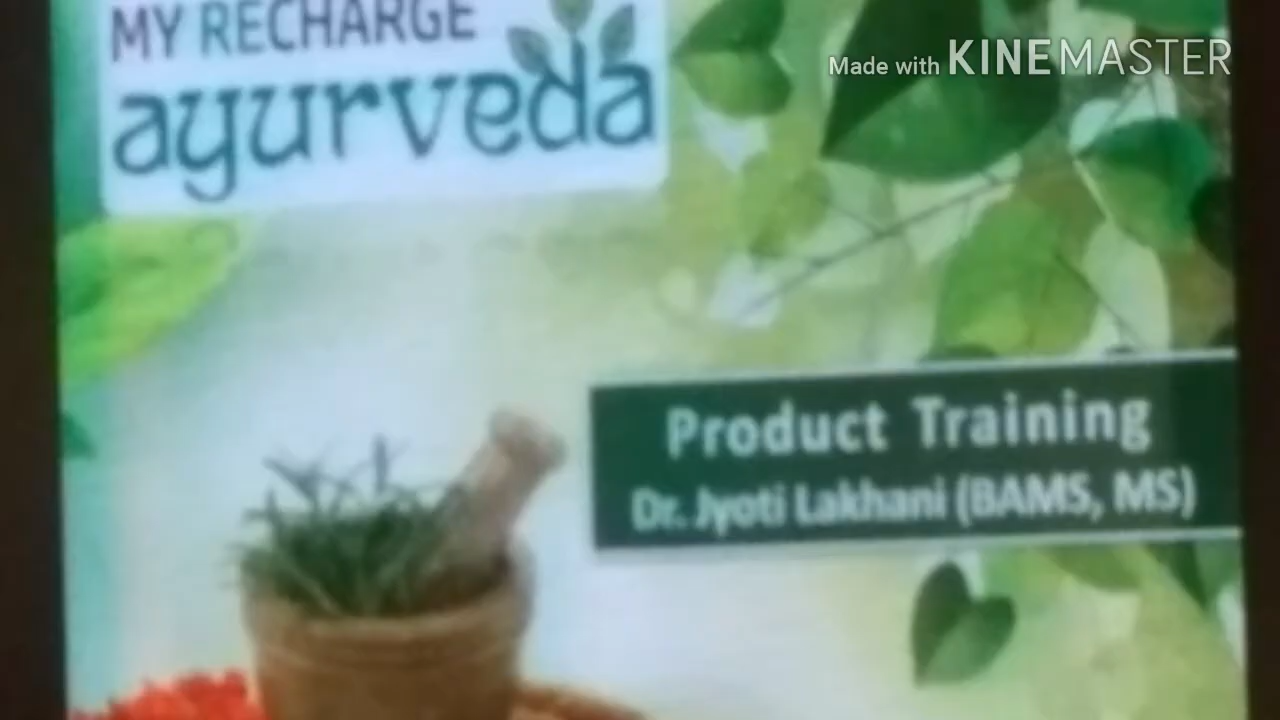 MY RECHARGE
ayurveda
Made with KINEMASTER
Product Training
Dr. Jyoti Lakhani (BAMS, MS)